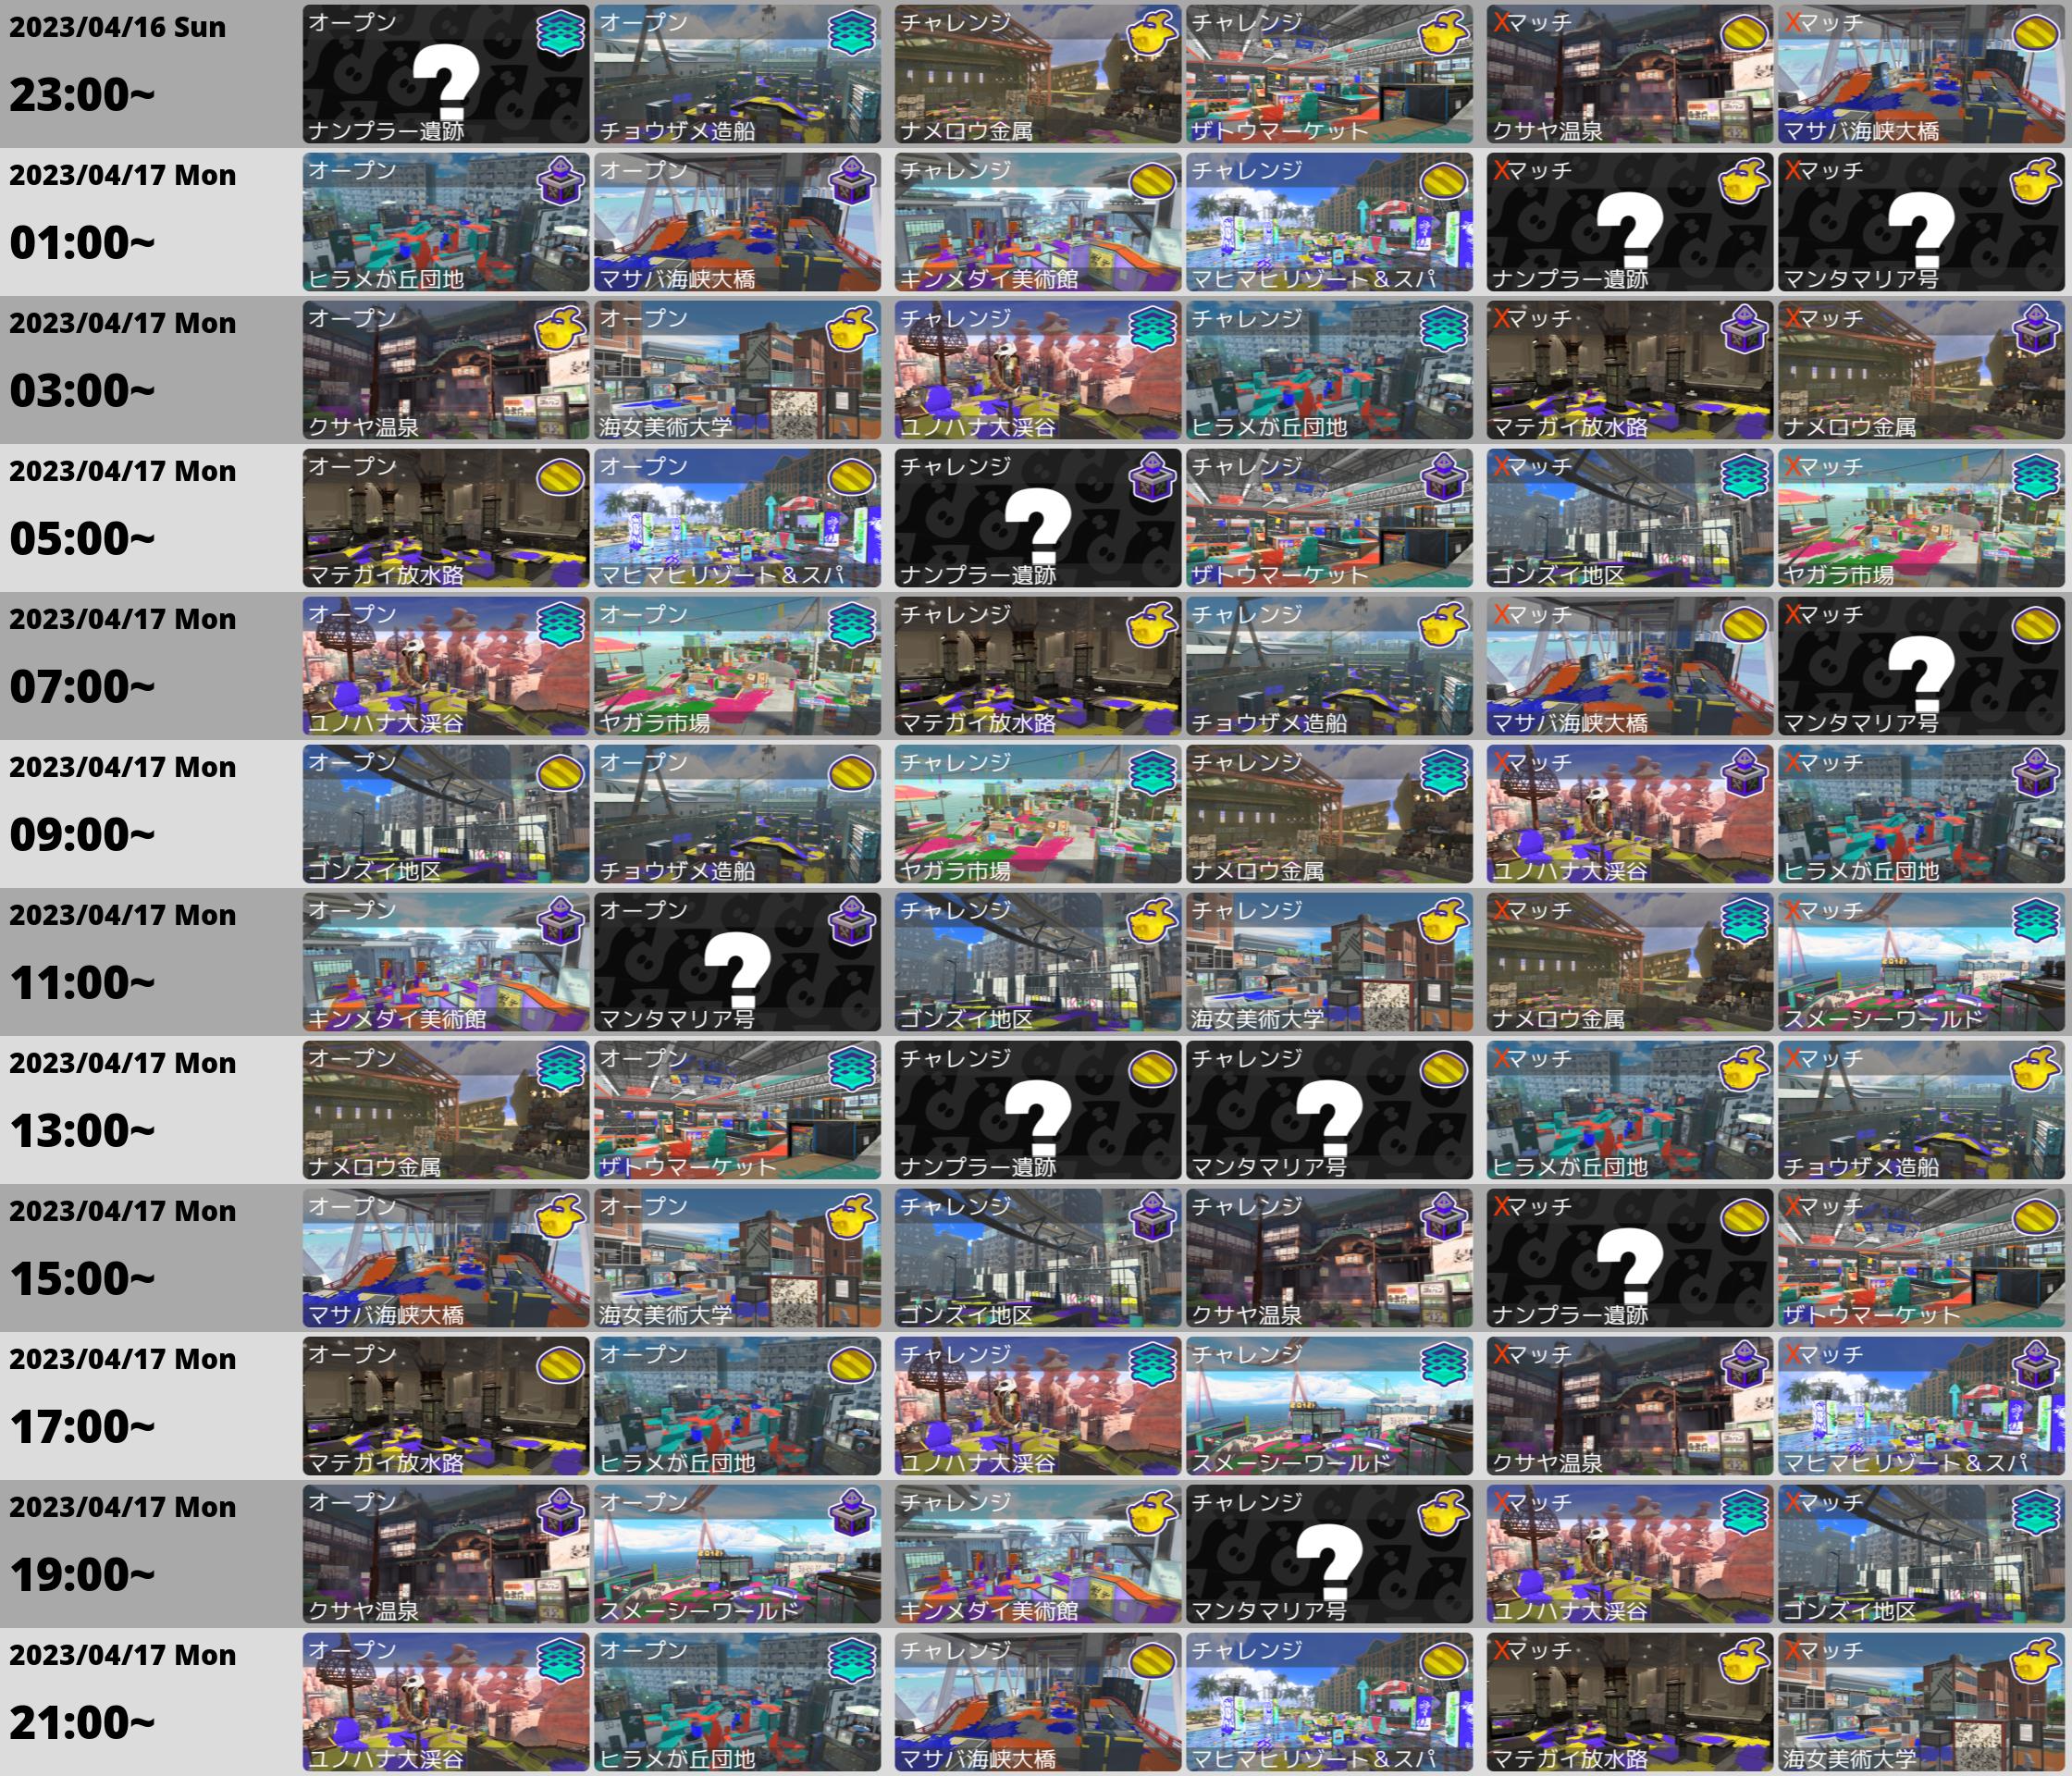 2023/04/16 Sun
23:00~
オープン オープン チャレンジ チャレンジ Xマッチ Xマッチ
ナンプラー遺跡 チョウザメ造船 ナメロウ金属 ザトウマーケット クサヤ温泉 マサバ海峡大橋
2023/04/17 Mon
01:00~
オープン オープン チャレンジ チャレンジ Xマッチ Xマッチ
ヒラメが丘団地 マサバ海峡大橋 キンメダイ美術館 マヒマヒリゾート&スパ ナンプラー遺跡 マンタマリア号
2023/04/17 Mon
03:00~
オープン オープン チャレンジ チャレンジ Xマッチ Xマッチ
クサヤ温泉 海女美術大学 ユノハナ大渓谷 ヒラメが丘団地 マテガイ放水路 ナメロウ金属
2023/04/17 Mon
05:00~
オープン オープン チャレンジ チャレンジ Xマッチ Xマッチ
マテガイ放水路 マヒマヒリゾート&スパ ナンプラー遺跡 ザトウマーケット ゴンズイ地区 ヤガラ市場
2023/04/17 Mon
07:00~
オープン オープン チャレンジ チャレンジ Xマッチ Xマッチ
ユノハナ大渓谷 ヤガラ市場 マテガイ放水路 チョウザメ造船 マサバ海峡大橋 マンタマリア号
2023/04/17 Mon
09:00~
オープン オープン チャレンジ チャレンジ Xマッチ Xマッチ
ゴンズイ地区 チョウザメ造船 ヤガラ市場 ナメロウ金属 ユノハナ大渓谷 ヒラメが丘団地
2023/04/17 Mon
11:00~
オープン オープン チャレンジ チャレンジ Xマッチ Xマッチ
キンメダイ美術館 マンタマリア号 ゴンズイ地区 海女美術大学 ナメロウ金属 スメーシーワールド
2023/04/17 Mon
13:00~
オープン オープン チャレンジ チャレンジ Xマッチ Xマッチ
ナメロウ金属 ザトウマーケット ナンプラー遺跡 マンタマリア号 ヒラメが丘団地 チョウザメ造船
2023/04/17 Mon
15:00~
オープン オープン チャレンジ チャレンジ Xマッチ Xマッチ
マサバ海峡大橋 海女美術大学 ゴンズイ地区 クサヤ温泉 ナンプラー遺跡 ザトウマーケット
2023/04/17 Mon
17:00~
オープン オープン チャレンジ チャレンジ Xマッチ Xマッチ
マテガイ放水路 ヒラメが丘団地 ユノハナ大渓谷 スメーシーワールド クサヤ温泉 マヒマヒリゾート&スパ
2023/04/17 Mon
19:00~
オープン オープン チャレンジ チャレンジ Xマッチ Xマッチ
クサヤ温泉 スメーシーワールド キンメダイ美術館 マンタマリア号 ユノハナ大渓谷 ゴンズイ地区
2023/04/17 Mon
21:00~
オープン オープン チャレンジ チャレンジ Xマッチ Xマッチ
ユノハナ大渓谷 ヒラメが丘団地 マサバ海峡大橋 マヒマヒリゾート&スパ マテガイ放水路 海女美術大学